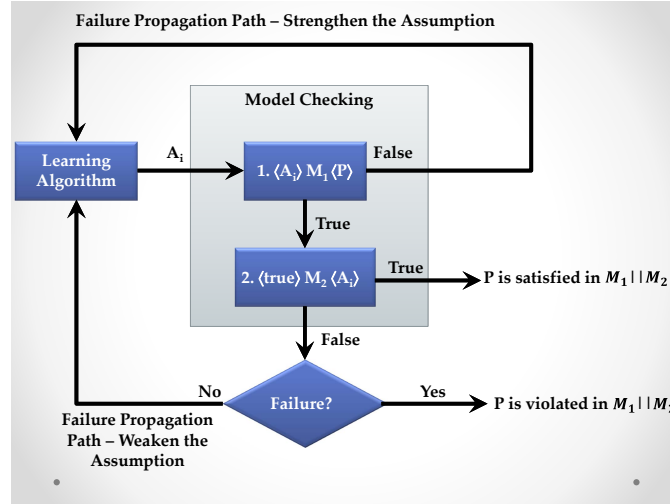 Failure Propagation Path – Strengthen the Assumption
Model Checking
Learning
Algorithm
Aᵢ
1. ⟨Aᵢ⟩ M₁ ⟨P⟩
False
True
2. ⟨true⟩ M₂ ⟨Aᵢ⟩
True
P is satisfied in M₁||M₂
False
No
Failure?
Yes
P is violated in M₁||M₂
Failure Propagation
Path – Weaken the
Assumption